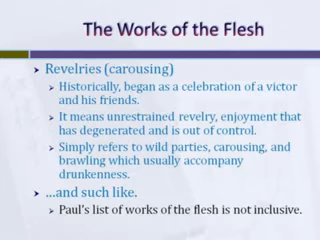 The Works of the Flesh
Revelries (carousing)
Historically, began as a celebration of a victor
and his friends.
It means unrestrained revelry, enjoyment that
has degenerated and is out of control.
Simply refers to wild parties, carousing, and
brawling which usually accompany
drunkenness.
...and such like.
Paul's list of works of the flesh is not inclusive.